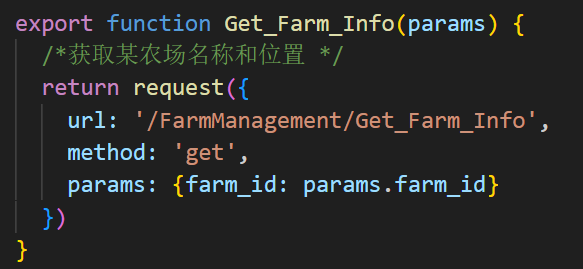 export function Get_Farm_Info(params) {
  /*获取某农场名称和位置 */
  return request({
    url: '/FarmManagement/Get_Farm_Info',
    method: 'get',
    params: {farm_id: params.farm_id}
  })
}